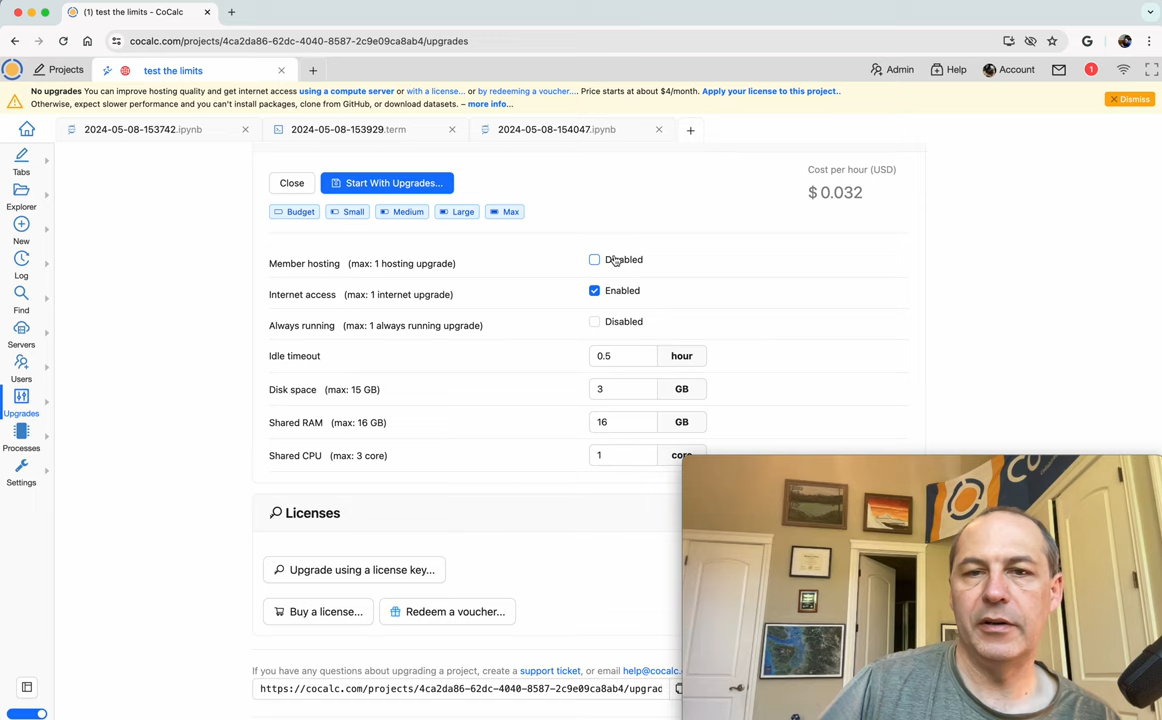 (1) test the limits - CoCalc
cocalc.com/projects/4ca2da86-62dc-4040-8587-2c9e09ca8ab4/upgrades
Projects
test the limits
Admin
Help
Account
1
No upgrades You can improve hosting quality and get internet access using a compute server or with a license... or by redeeming a voucher.... Price starts at about $4/month. Apply your license to this project..
Otherwise, expect slower performance and you can't install packages, clone from GitHub, or download datasets. – more info...
Dismiss
2024-05-08-153742.ipynb
2024-05-08-153929.term
2024-05-08-154047.ipynb
Tabs
Explorer
New
Log
Find
Servers
Users
Upgrades
Processes
Settings
Close
Start With Upgrades...
Cost per hour (USD)
$ 0.032
Budget
Small
Medium
Large
Max
Member hosting (max: 1 hosting upgrade)
Disabled
Internet access (max: 1 internet upgrade)
Enabled
Always running (max: 1 always running upgrade)
Disabled
Idle timeout
0.5 hour
Disk space (max: 15 GB)
3 GB
Shared RAM (max: 16 GB)
16 GB
Shared CPU (max: 3 core)
1 core
Licenses
Upgrade using a license key...
Buy a license...
Redeem a voucher...
If you have any questions about upgrading a project, create a support ticket, or email help@cocalc.
https://cocalc.com/projects/4ca2da86-62dc-4040-8587-2c9e09ca8ab4/upgrad